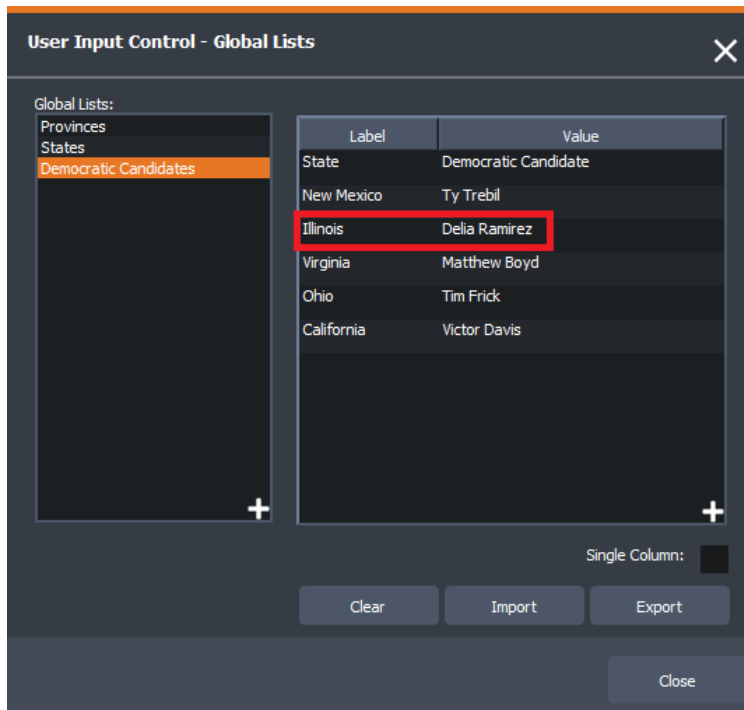 User Input Control - Global Lists
Global Lists:
Provinces
States
Democratic Candidates
Label Value
State Democratic Candidate
New Mexico Ty Trebil
Illinois Delia Ramirez
Virginia Matthew Boyd
Ohio Tim Frick
California Victor Davis
Single Column:
Clear Import Export
Close